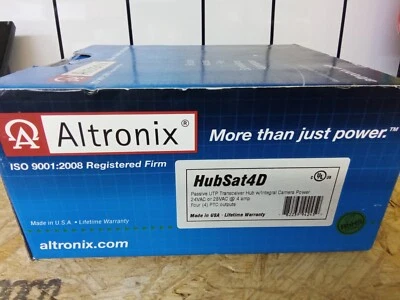 Altronix®
More than just power.™
ISO 9001:2008 Registered Firm
HubSat4D
Passive UTP Transceiver Hub w/Integral Camera Power
24VAC or 28VAC @ 4 amp
Four (4) PTC outputs
Made in USA - Lifetime Warranty
UL
Made in U.S.A. • Lifetime Warranty
altronix.com